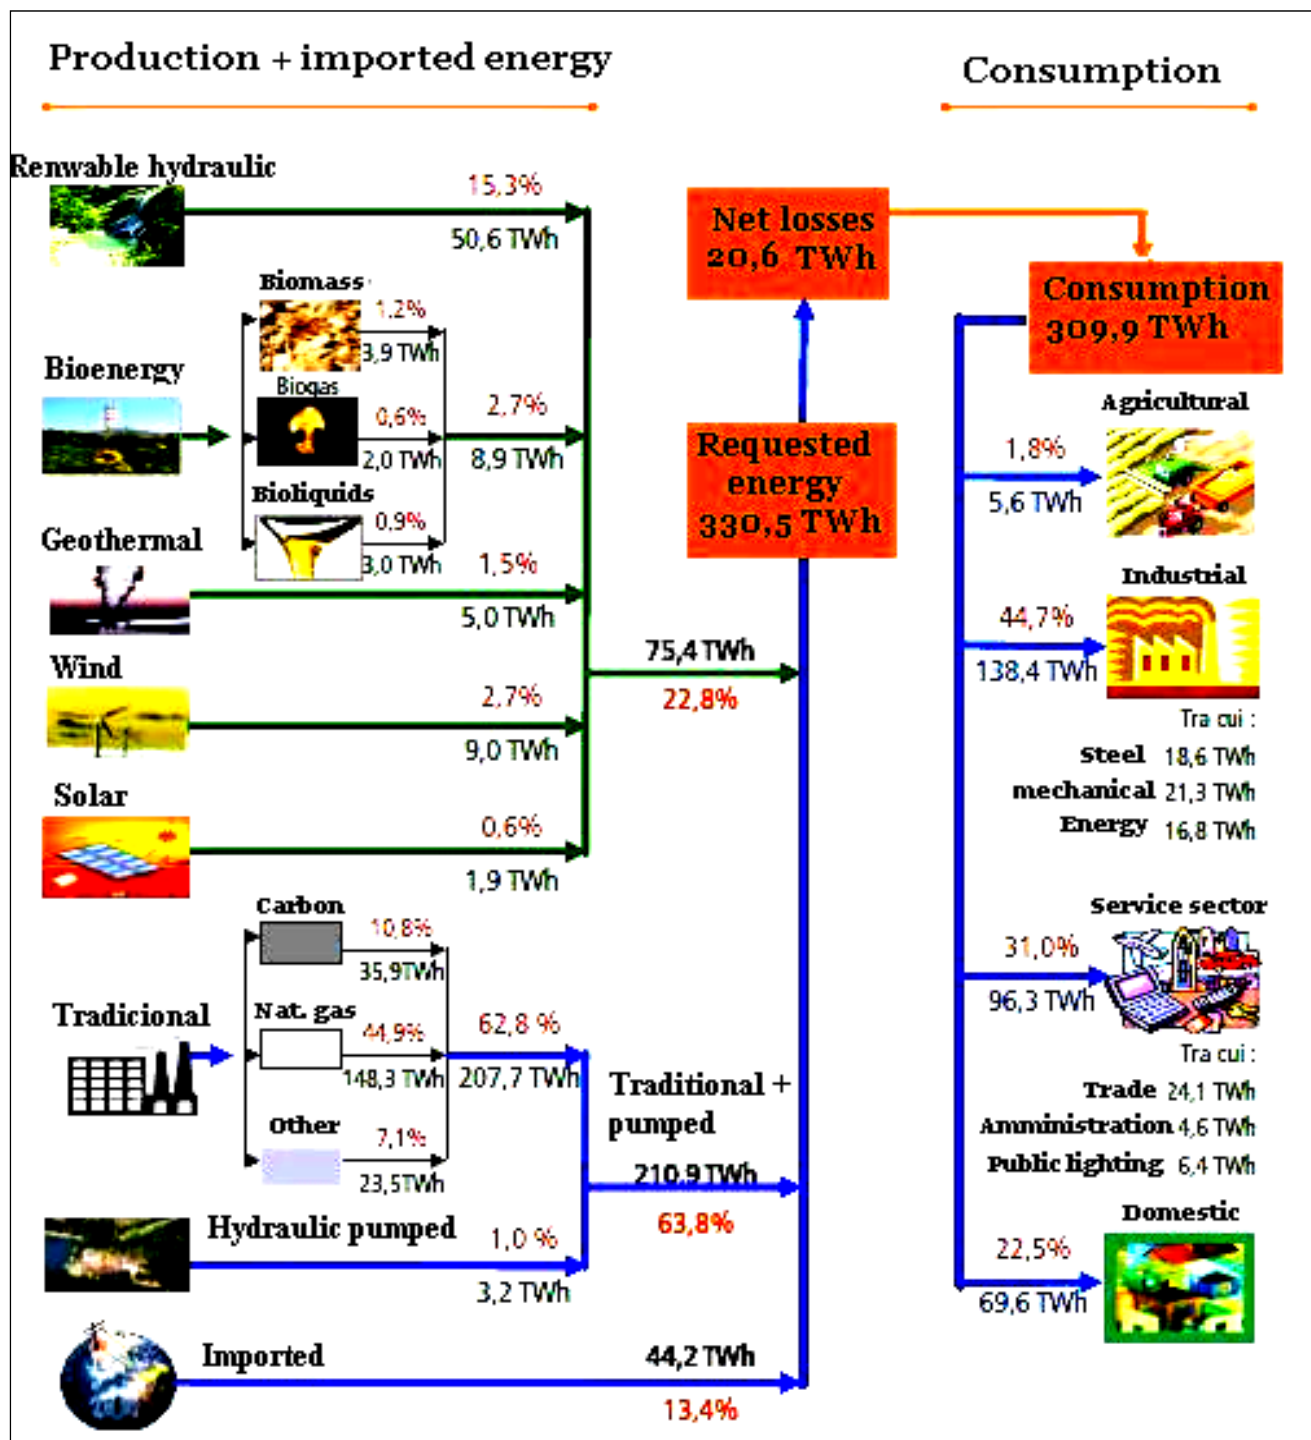 Production + imported energy
Consumption
Renwable hydraulic
15,3%
50,6 TWh
Bioenergy
Biomass
1.2%
3,9 TWh
Biogas
0,6%
2,0 TWh
Bioliquids
0,9%
3,0 TWh
2,7%
8,9 TWh
Geothermal
1,5%
5,0 TWh
Wind
2,7%
9,0 TWh
Solar
0,6%
1,9 TWh
75,4 TWh
22,8%
Tradicional
Carbon
10,8%
35,9TWh
Nat. gas
44,9%
148,3 TWh
Other
7,1%
23,5TWh
62,8 %
207,7 TWh
Hydraulic pumped
1,0 %
3,2 TWh
Traditional +
pumped
210,9 TWh
63,8%
Imported
44,2 TWh
13,4%
Net losses
20,6 TWh
Requested
energy
330,5 TWh
Consumption
309,9 TWh
Agricultural
1,8%
5,6 TWh
Industrial
44,7%
138,4 TWh
Tra cui :
Steel 18,6 TWh
mechanical 21,3 TWh
Energy 16,8 TWh
Service sector
31,0%
96,3 TWh
Tra cui :
Trade 24,1 TWh
Amministration 4,6 TWh
Public lighting 6,4 TWh
Domestic
22,5%
69,6 TWh